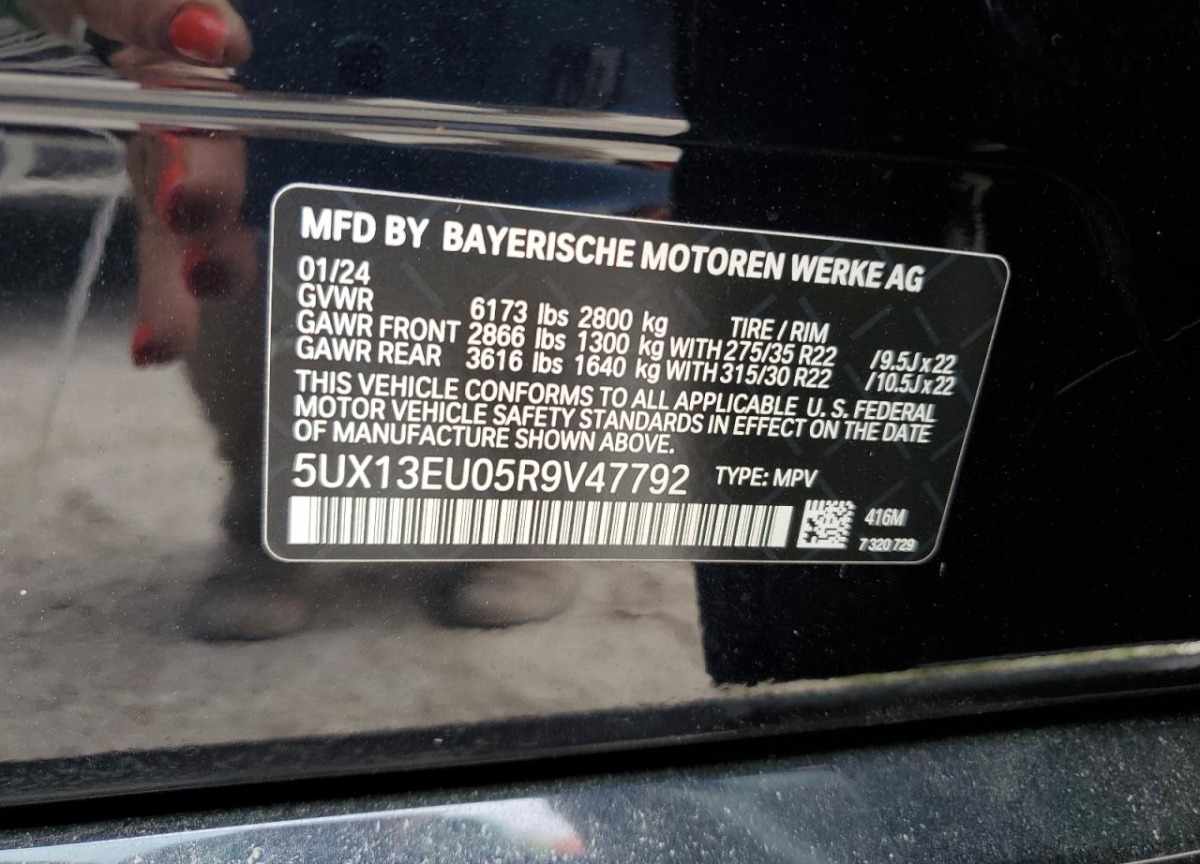 MFD BY BAYERISCHE MOTOREN WERKE AG
01/24
GVWR 6173 lbs 2800 kg TIRE / RIM
GAWR FRONT 2866 lbs 1300 kg WITH 275/35 R22 /9.5J x 22
GAWR REAR 3616 lbs 1640 kg WITH 315/30 R22 /10.5J x 22
THIS VEHICLE CONFORMS TO ALL APPLICABLE U. S. FEDERAL
MOTOR VEHICLE SAFETY STANDARDS IN EFFECT ON THE DATE
OF MANUFACTURE SHOWN ABOVE.
5UX13EU05R9V47792 TYPE: MPV
416M
7 320 729